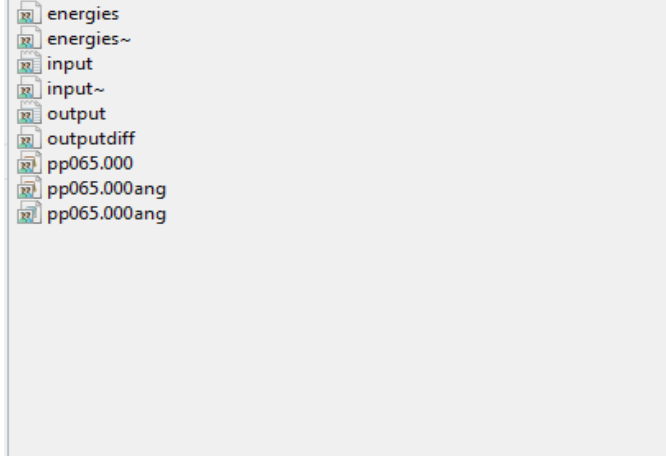 energies
energies~
input
input~
output
outputdiff
pp065.000
pp065.000ang
pp065.000ang